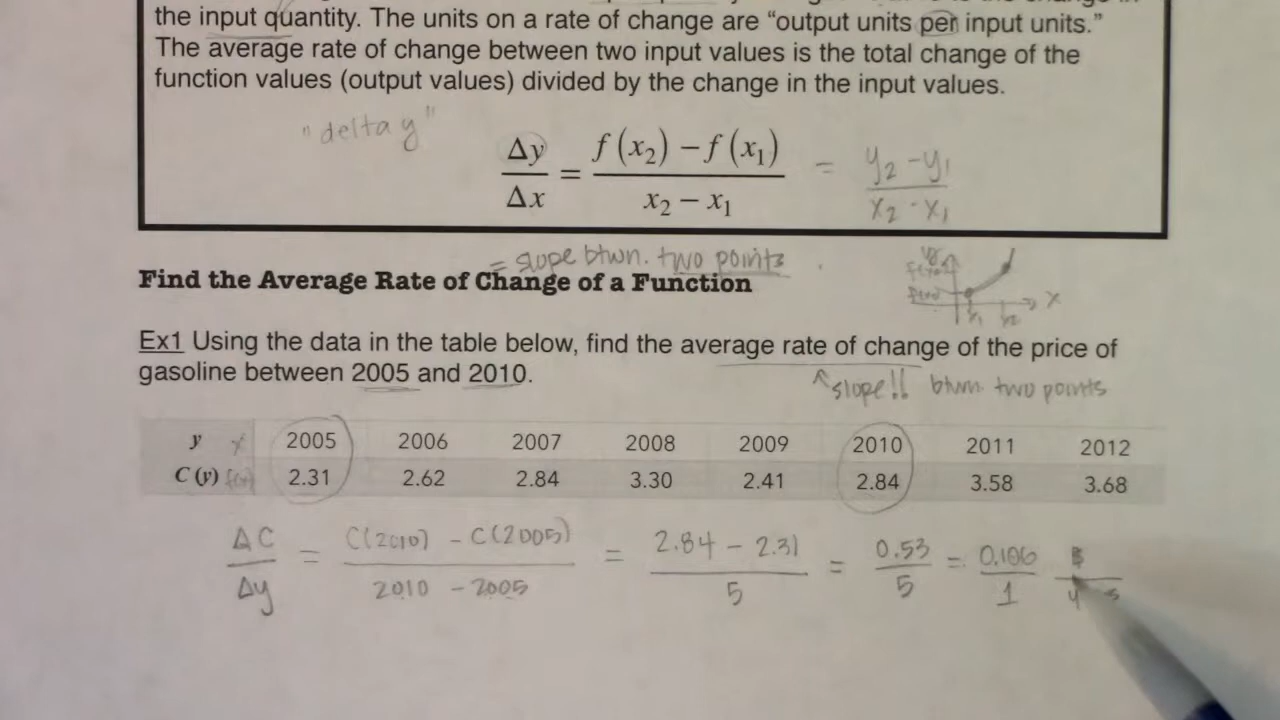 the input quantity. The units on a rate of change are “output units per input units.”
The average rate of change between two input values is the total change of the
function values (output values) divided by the change in the input values.
"delta y"
Δy/Δx = f(x₂) − f(x₁)/x₂ − x₁ = y₂ - y₁/x₂ - x₁
= slope btwn. two points
Find the Average Rate of Change of a Function
x
x₁ x₂
Ex1 Using the data in the table below, find the average rate of change of the price of
gasoline between 2005 and 2010.
slope!! btwn two points
y x 2005 2006 2007 2008 2009 2010 2011 2012
C(y) f(x) 2.31 2.62 2.84 3.30 2.41 2.84 3.58 3.68
ΔC/Δy = C(2010) - C(2005)/2010 - 2005 = 2.84 - 2.31/5 = 0.53/5 = 0.106/1 $